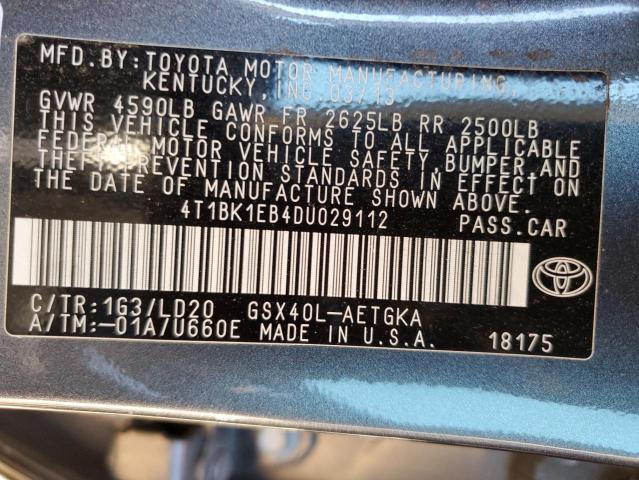 MFD. BY: TOYOTA MOTOR MANUFACTURING,
KENTUCKY, INC 03/13
GVWR 4590LB GAWR FR 2625LB RR 2500LB
THIS VEHICLE CONFORMS TO ALL APPLICABLE
FEDERAL MOTOR VEHICLE SAFETY, BUMPER, AND
THEFT PREVENTION STANDARDS IN EFFECT ON
THE DATE OF MANUFACTURE SHOWN ABOVE.
4T1BK1EB4DU029112 PASS.CAR
C/TR:1G3/LD20 GSX40L-AETGKA
A/TM:-01A/U660E MADE IN U.S.A. 18175